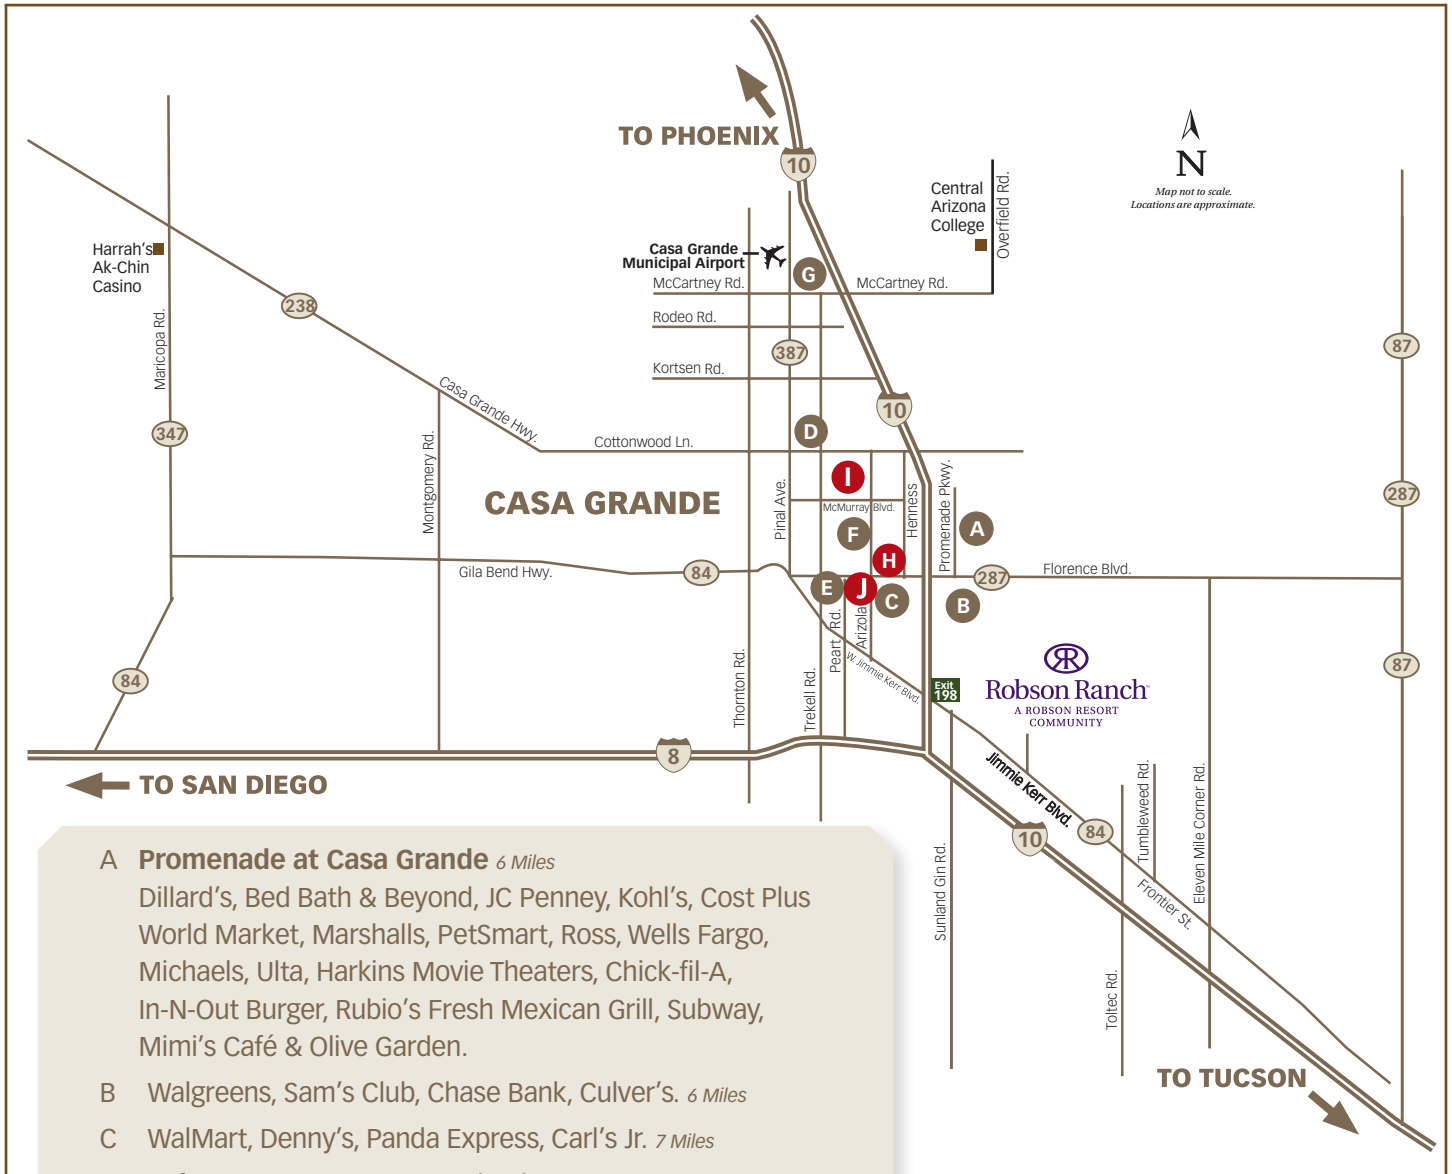 TO PHOENIX
10
N
Map not to scale.
Locations are approximate.
Central
Arizona
College
Overfield Rd.
Harrah's
Ak-Chin
Casino
Casa Grande
Municipal Airport
G
McCartney Rd.
McCartney Rd.
238
Maricopa Rd.
Rodeo Rd.
387
87
Kortsen Rd.
Casa Grande Hwy.
10
347
Montgomery Rd.
Cottonwood Ln.
D
I
CASA GRANDE
Pinal Ave.
McMurray Blvd.
Henness
Promenade Pkwy.
287
F
A
H
Gila Bend Hwy.
84
287
Florence Blvd.
E
J
C
B
Peart Rd.
Arizola
W. Jimmie Kerr Blvd.
84
Thornton Rd.
Trekell Rd.
Exit
198
RR
Robson Ranch
A ROBSON RESORT
COMMUNITY
87
8
TO SAN DIEGO
Jimmie Kerr Blvd.
84
10
Tumbleweed Rd.
Eleven Mile Corner Rd.
Sunland Gin Rd.
Frontier St.
Toltec Rd.
TO TUCSON
A Promenade at Casa Grande 6 Miles
Dillard's, Bed Bath & Beyond, JC Penney, Kohl's, Cost Plus
World Market, Marshalls, PetSmart, Ross, Wells Fargo,
Michaels, Ulta, Harkins Movie Theaters, Chick-fil-A,
In-N-Out Burger, Rubio's Fresh Mexican Grill, Subway,
Mimi's Café & Olive Garden.
B Walgreens, Sam's Club, Chase Bank, Culver's. 6 Miles
C WalMart, Denny's, Panda Express, Carl's Jr. 7 Miles